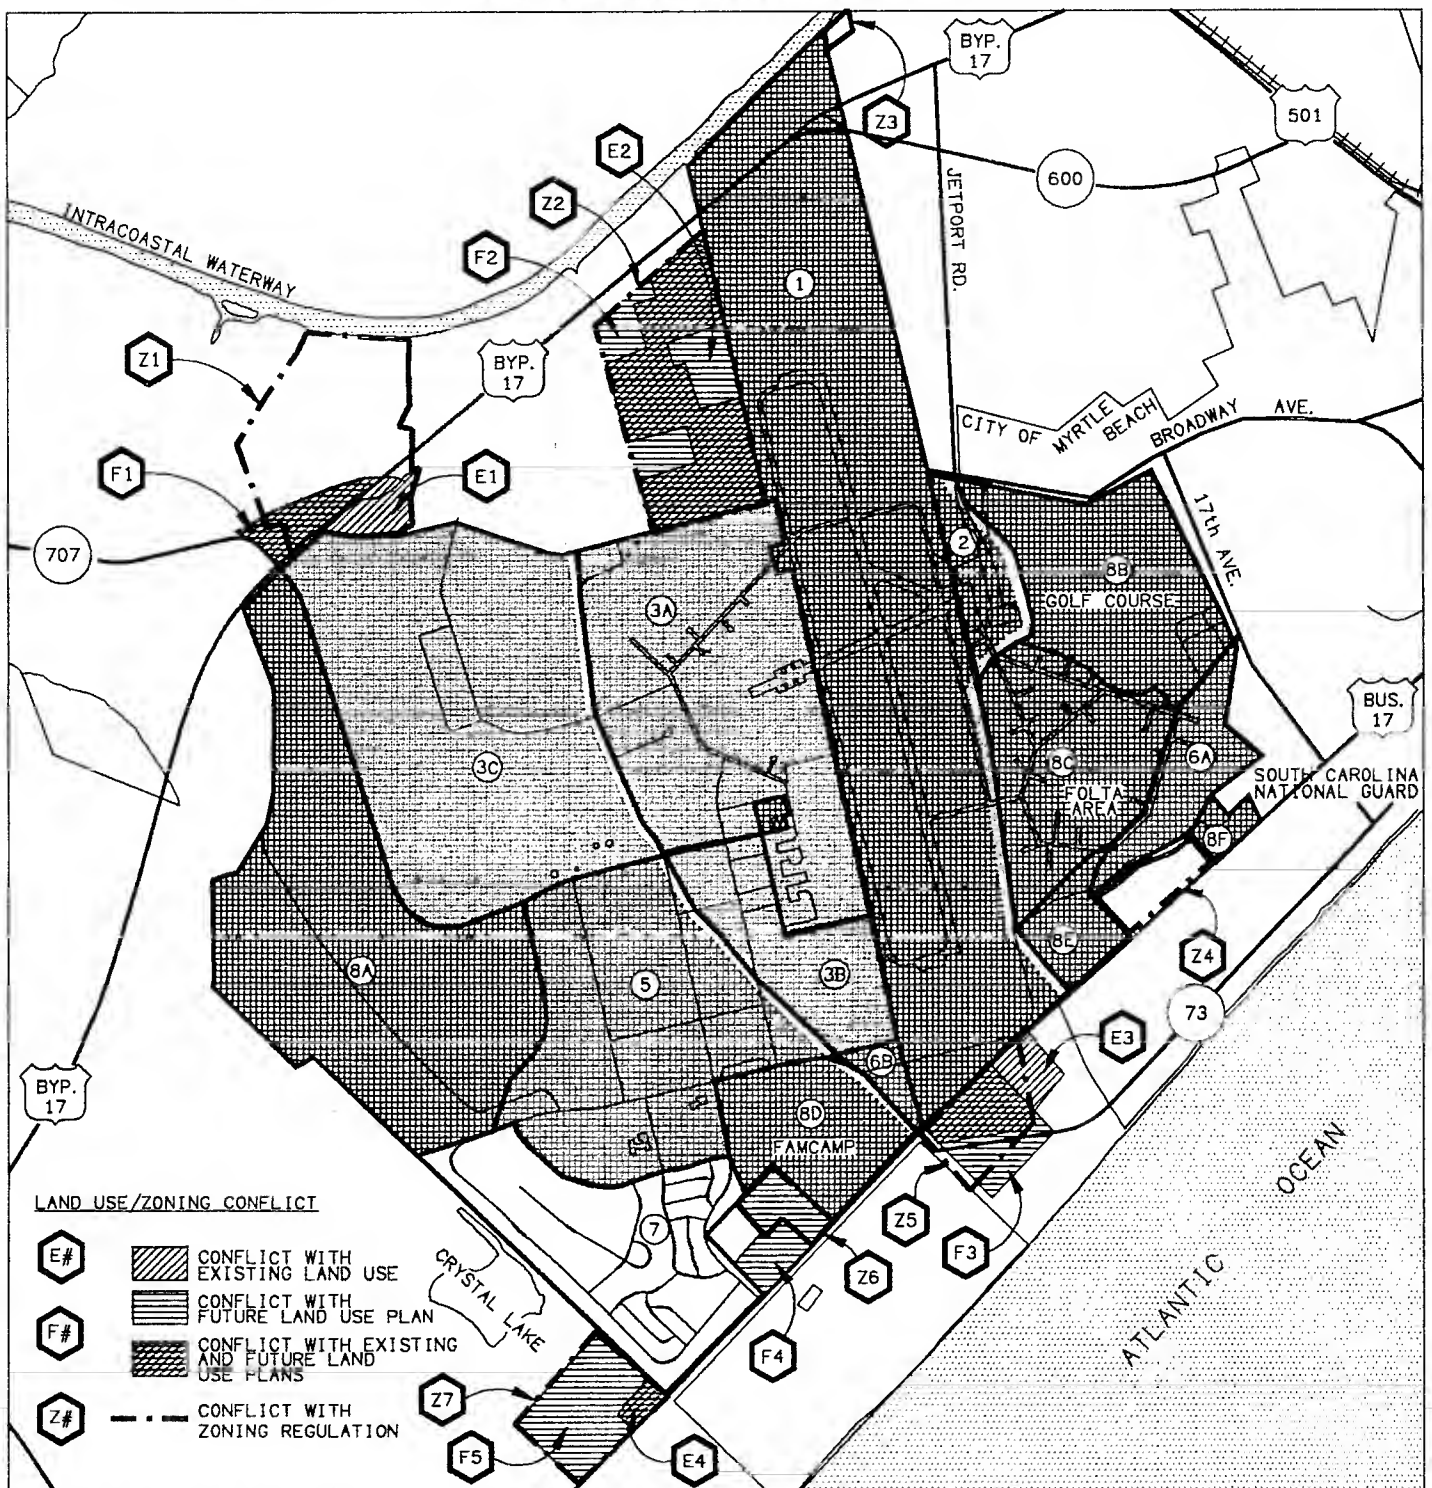 BYP.
17
501
Z3
E2
600
Z2
JETPORT RD.
F2
INTRACOASTAL WATERWAY
1
Z1
BYP.
17
CITY OF MYRTLE
BEACH
BROADWAY AVE.
F1
E1
17th AVE.
707
2
8B
GOLF COURSE
3A
BUS.
17
3C
8C
FOLTA
AREA
6A
SOUTH CAROLINA
NATIONAL GUARD
8F
8A
5
3B
8E
Z4
73
E3
BYP.
17
6B
8D
FAMCAMP
OCEAN
ATLANTIC
Z5
F3
7
Z6
CRYSTAL LAKE
F4
Z7
F5
E4
LAND USE/ZONING CONFLICT
E#
CONFLICT WITH
EXISTING LAND USE
F#
CONFLICT WITH
FUTURE LAND USE PLAN
CONFLICT WITH EXISTING
AND FUTURE LAND
USE PLANS
Z#
CONFLICT WITH
ZONING REGULATION